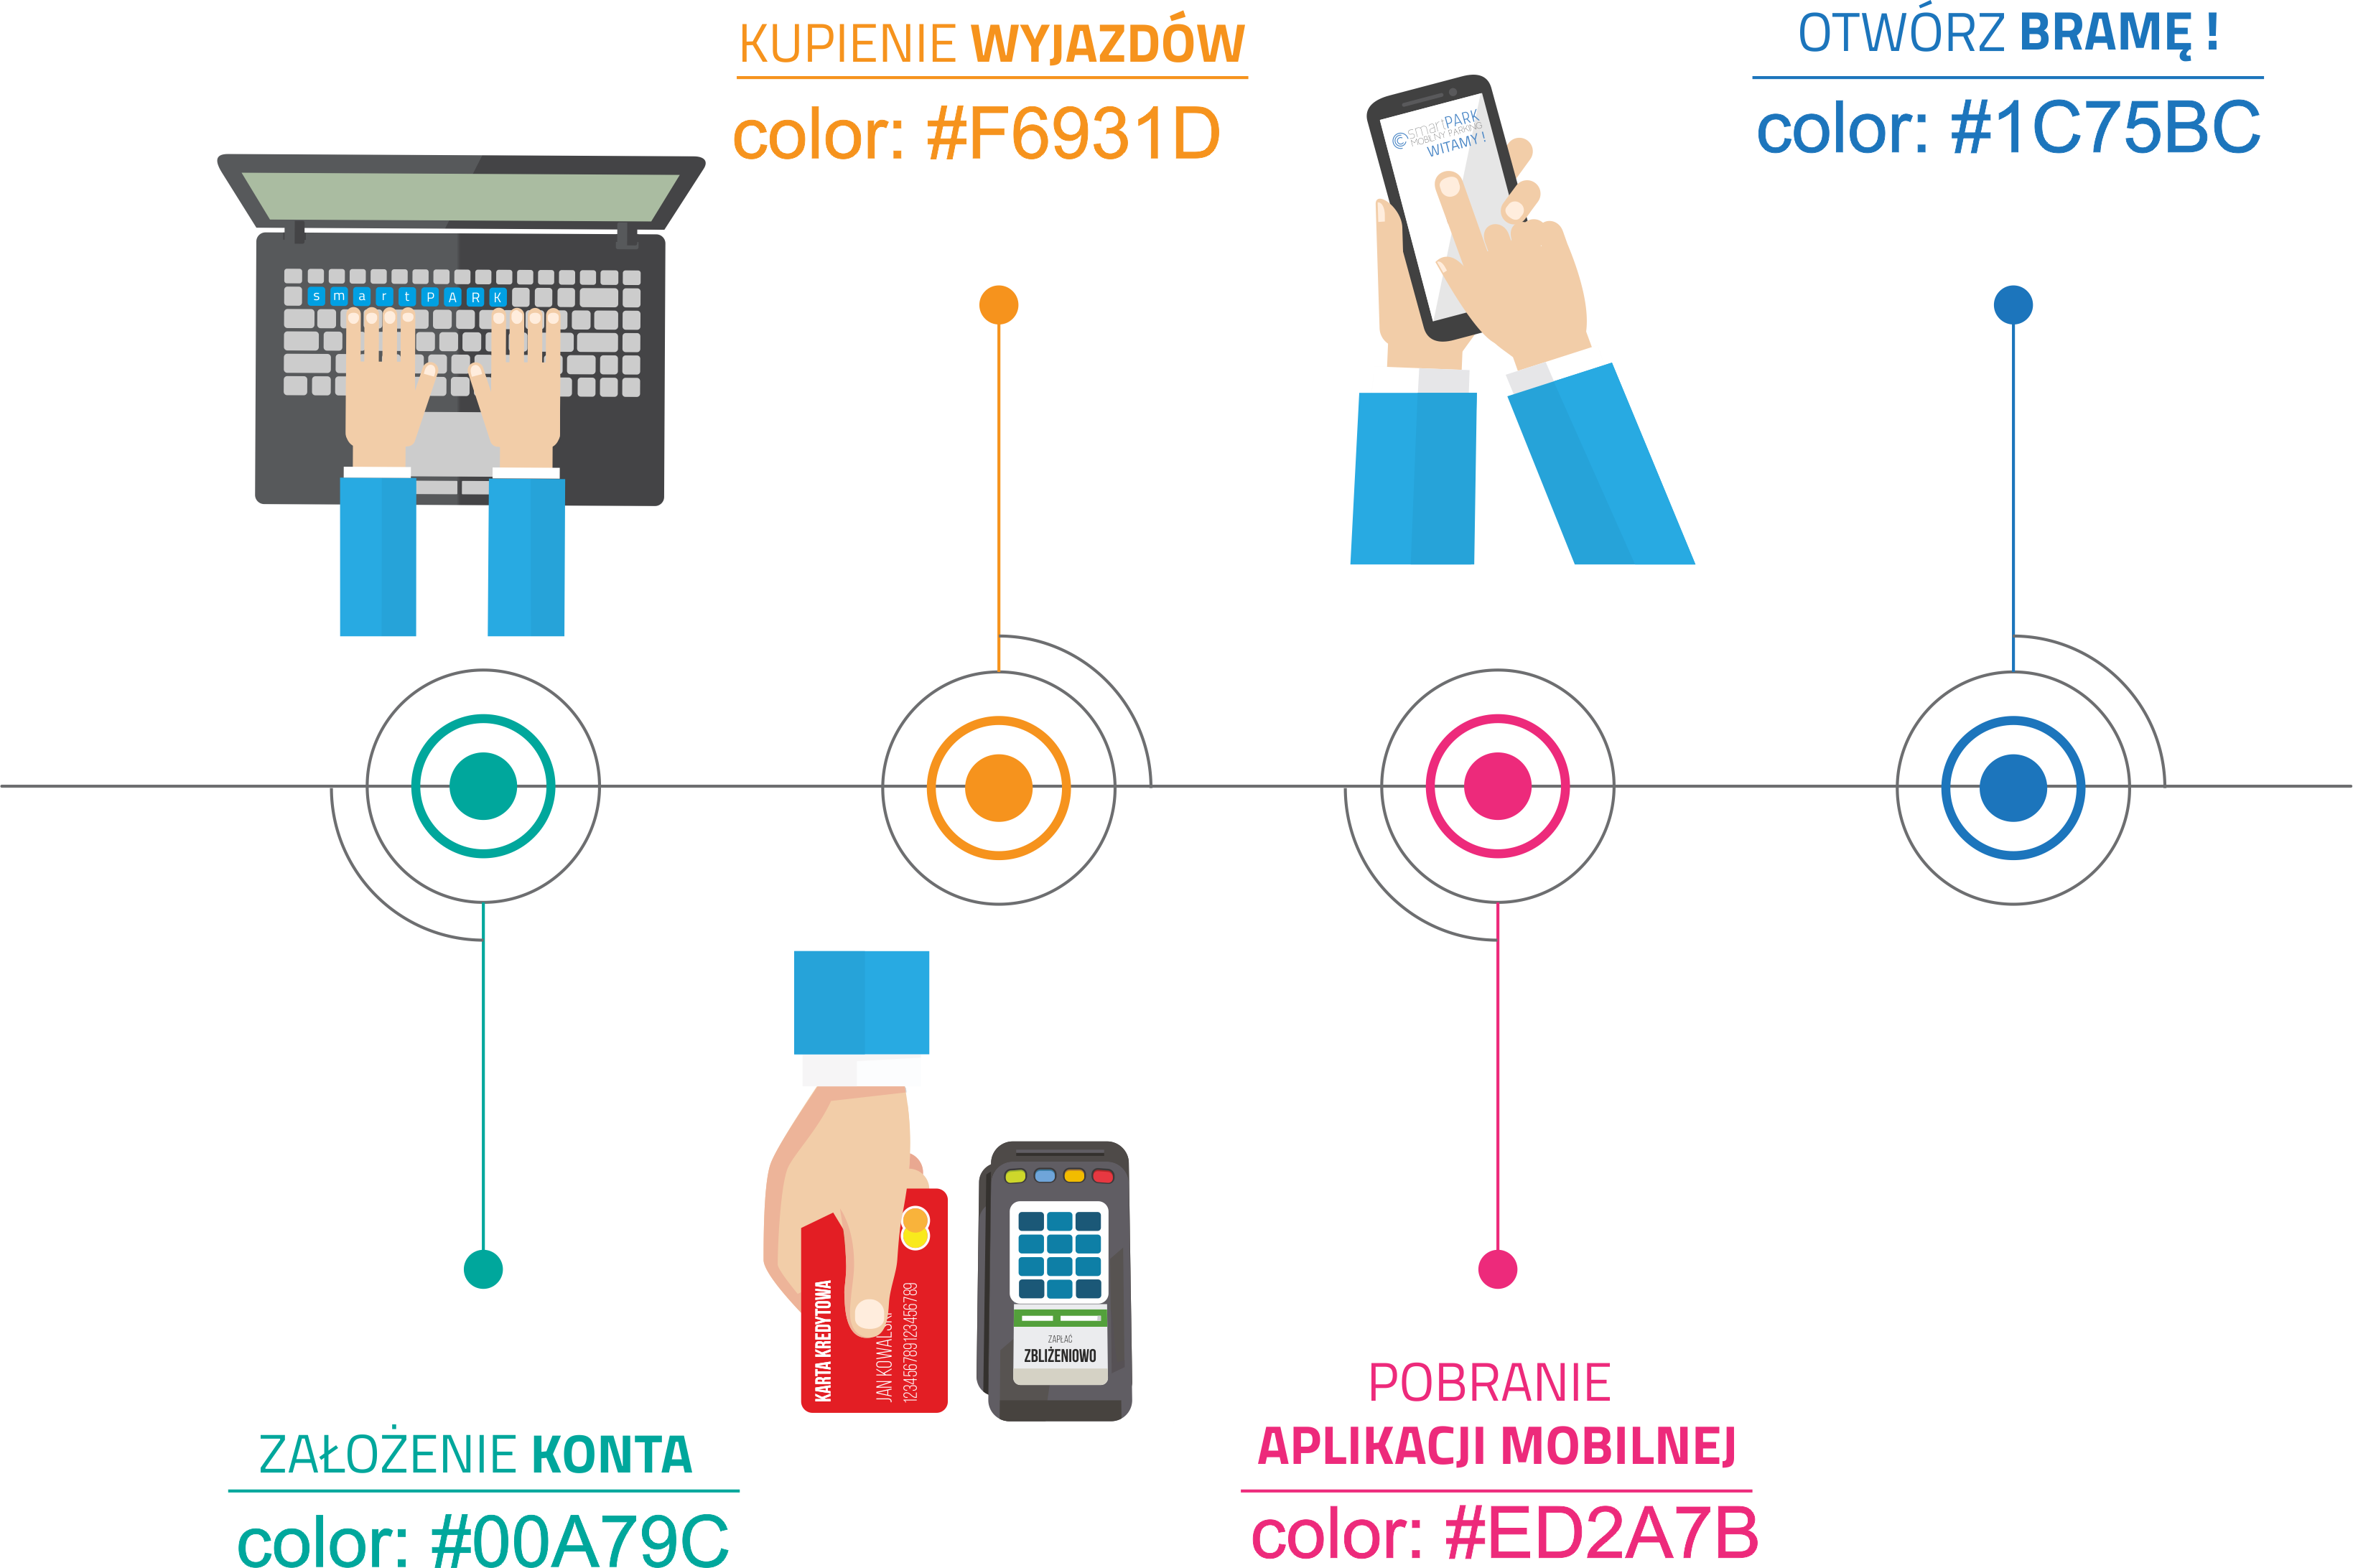 KUPIENIE WYJAZDÓW
color: #F6931D
OTWÓRZ BRAMĘ !
color: #1C75BC
smartPARK
MOBILNY PARKING
WITAMY !
s m a r t P A R K
KARTA KREDYTOWA
JAN KOWALSKI
123456789123456789
ZAPŁAĆ
ZBLIŻENIOWO
ZAŁOŻENIE KONTA
color: #00A79C
POBRANIE
APLIKACJI MOBILNEJ
color: #ED2A7B